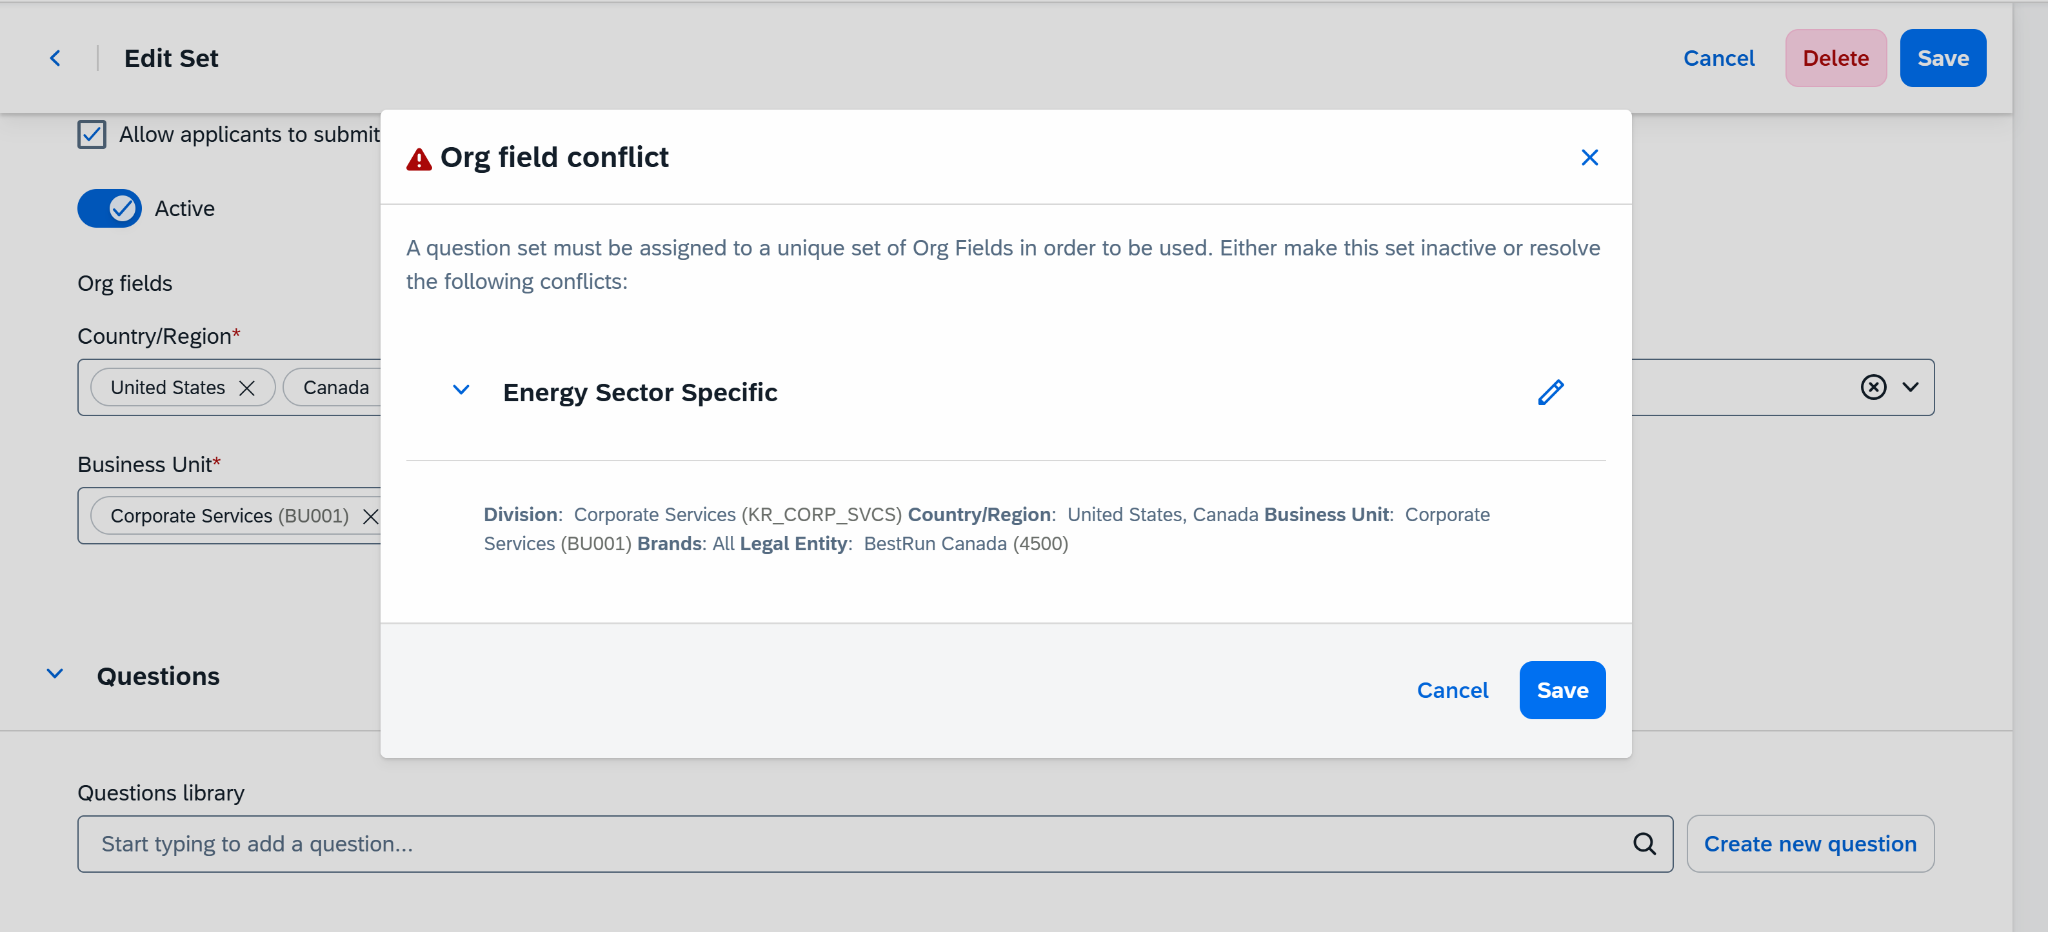 Edit Set
Cancel
Delete
Save
Allow applicants to submit
Active
Org fields
Country/Region*
United States
Canada
Business Unit*
Corporate Services (BU001)
Org field conflict
A question set must be assigned to a unique set of Org Fields in order to be used. Either make this set inactive or resolve
the following conflicts:
Energy Sector Specific
Division: Corporate Services (KR_CORP_SVCS) Country/Region: United States, Canada Business Unit: Corporate
Services (BU001) Brands: All Legal Entity: BestRun Canada (4500)
Cancel
Save
Questions
Questions library
Start typing to add a question...
Create new question